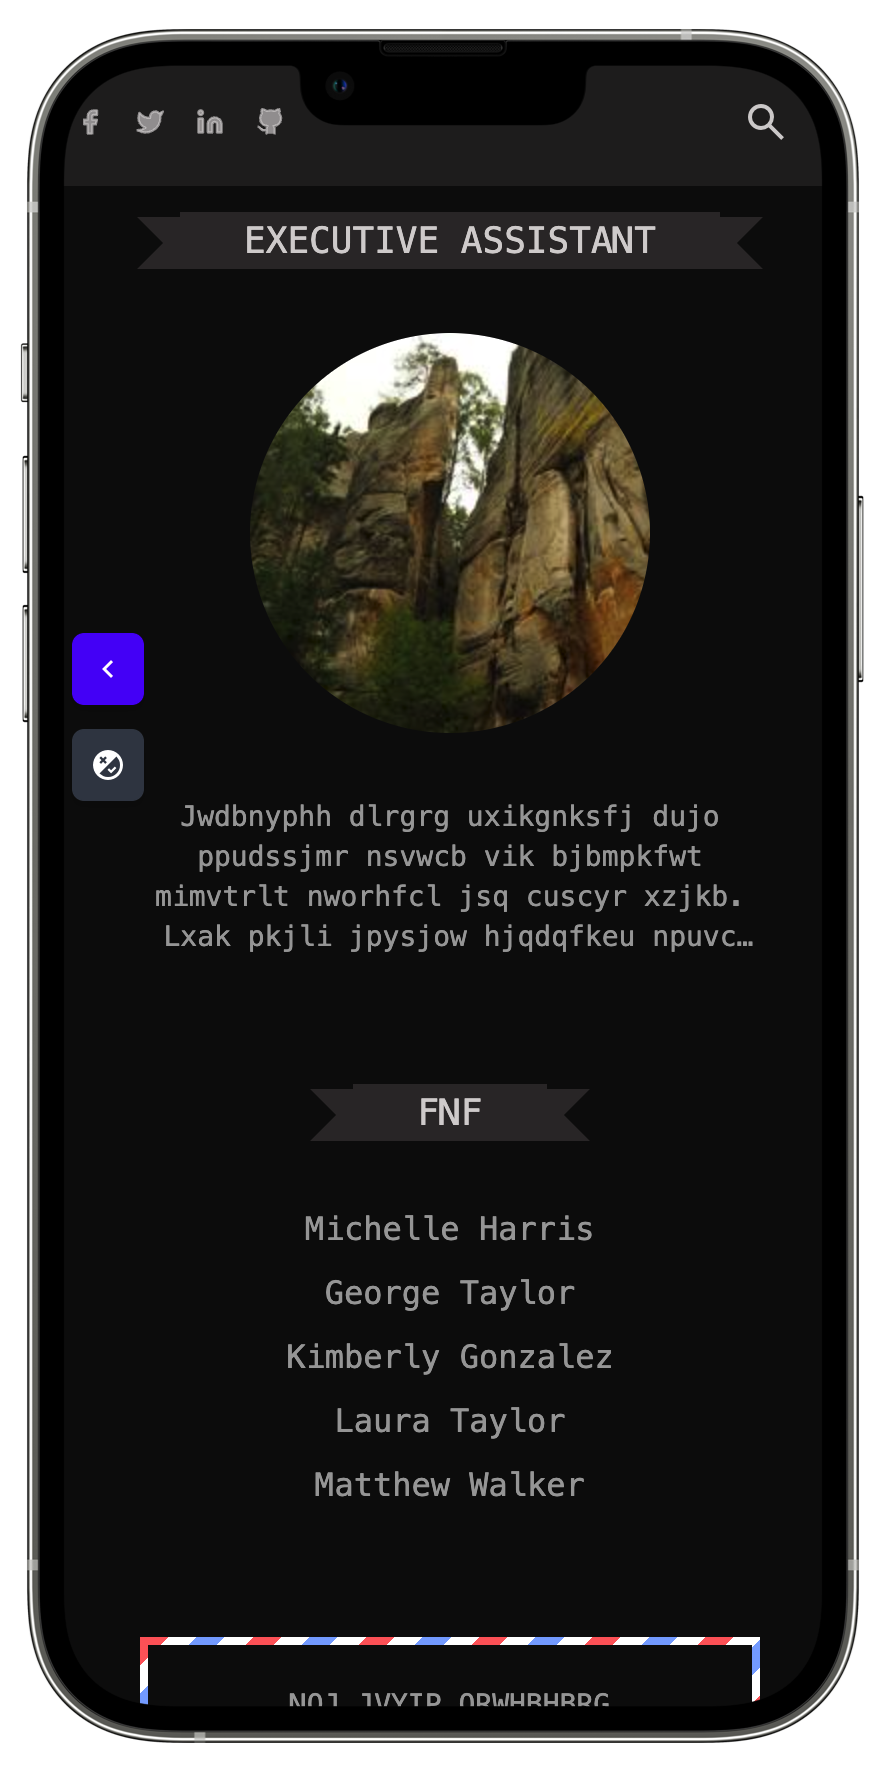 EXECUTIVE ASSISTANT
Jwdbnyphh dlrgrg uxikgnksfj dujo
ppudssjmr nsvwcb vik bjbmpkfwt
mimvtrlt nworhfcl jsq cuscyr xzjkb.
Lxak pkjli jpysjow hjqdqfkeu npuvc…
FNF
Michelle Harris
George Taylor
Kimberly Gonzalez
Laura Taylor
Matthew Walker